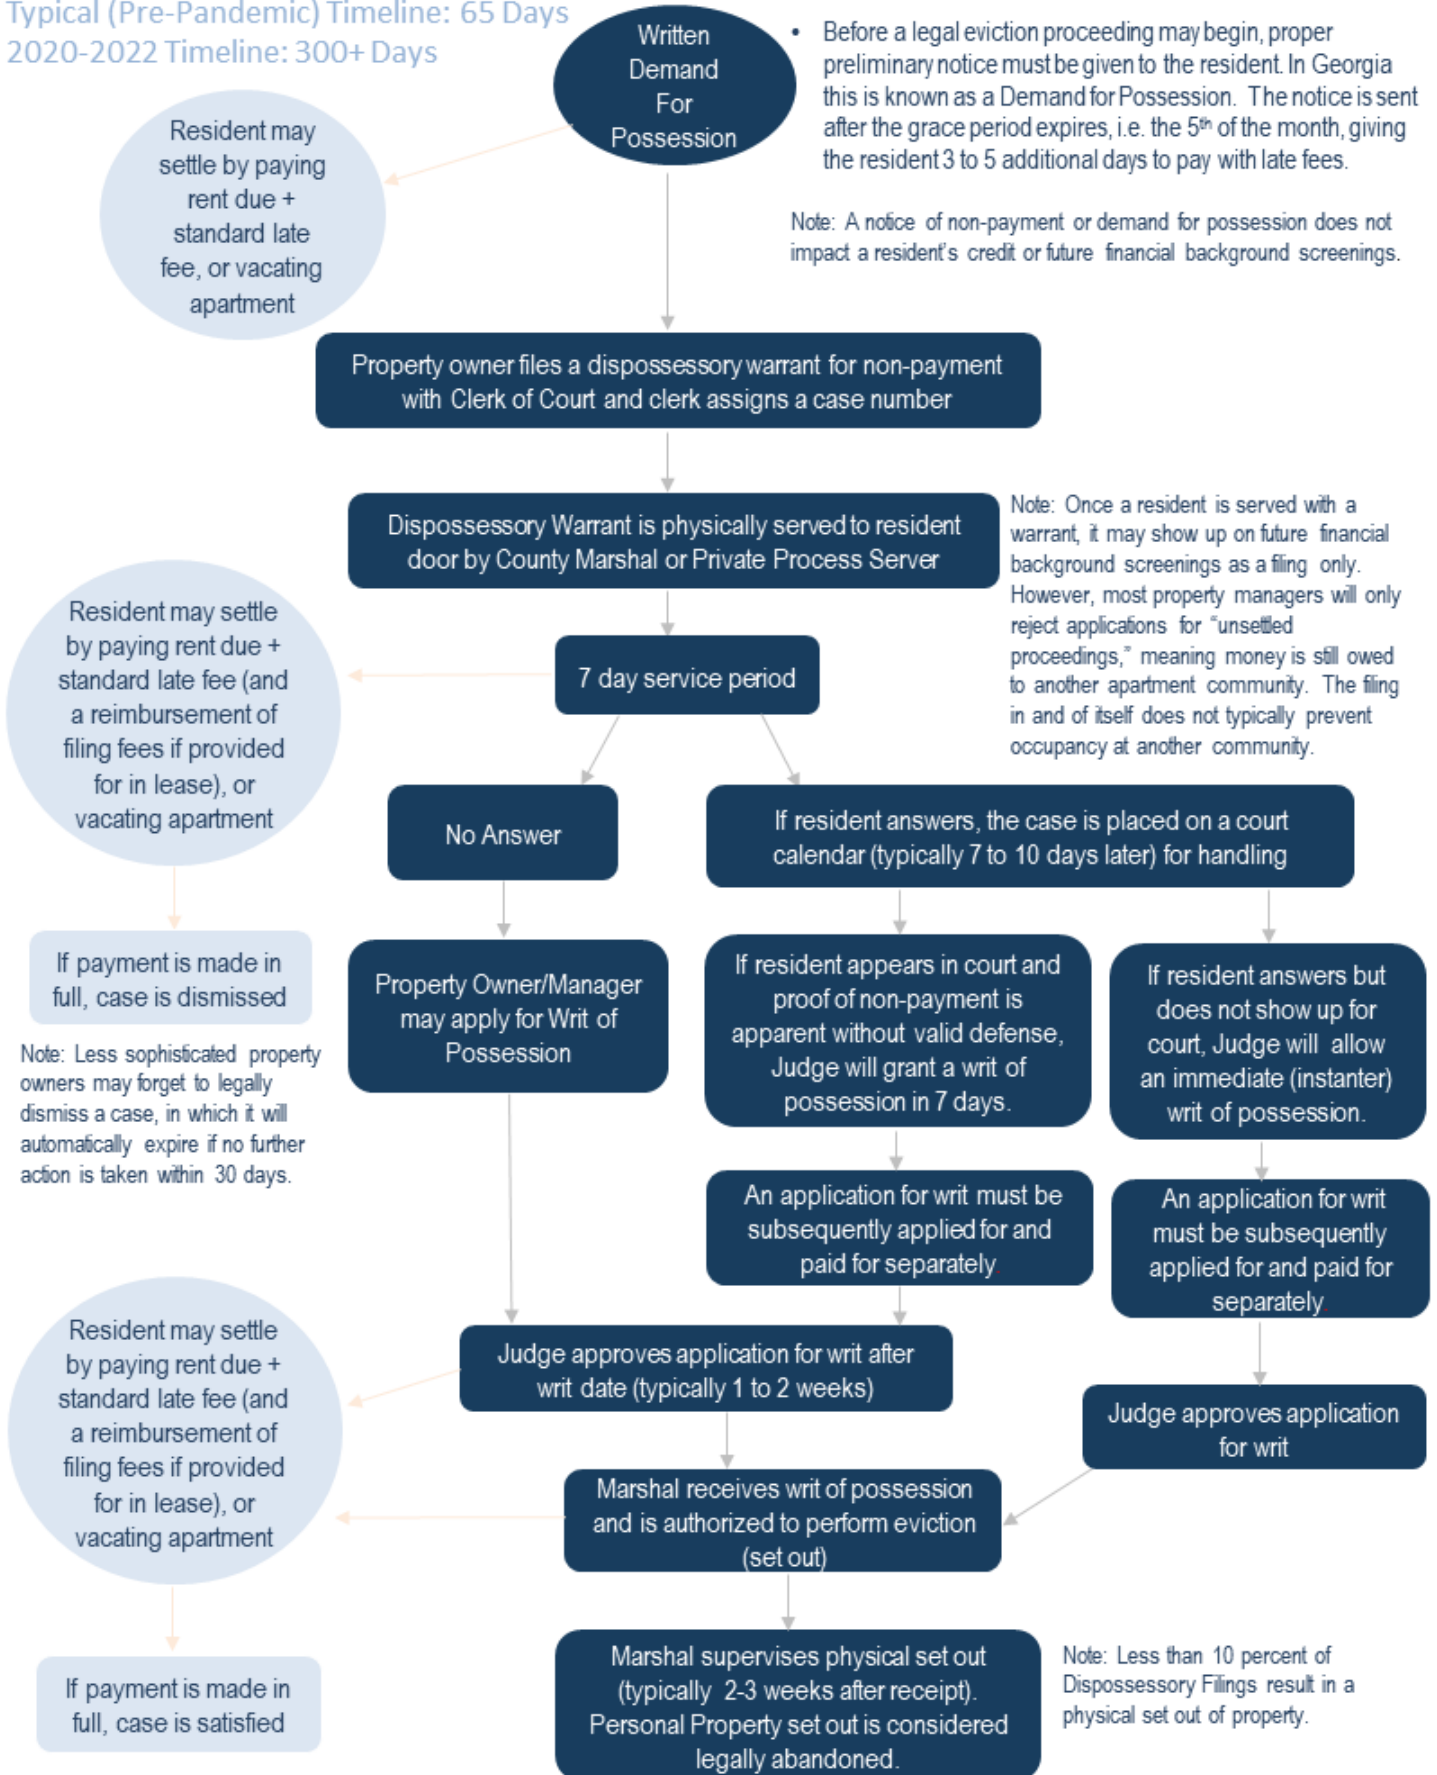 Typical (Pre-Pandemic) Timeline: 65 Days
2020-2022 Timeline: 300+ Days
Written
Demand
For
Possession
• Before a legal eviction proceeding may begin, proper
preliminary notice must be given to the resident. In Georgia
this is known as a Demand for Possession. The notice is sent
after the grace period expires, i.e. the 5th of the month, giving
the resident 3 to 5 additional days to pay with late fees.
Note: A notice of non-payment or demand for possession does not
impact a resident's credit or future financial background screenings.
Resident may
settle by paying
rent due +
standard late
fee, or vacating
apartment
Property owner files a dispossessory warrant for non-payment
with Clerk of Court and clerk assigns a case number
Dispossessory Warrant is physically served to resident
door by County Marshal or Private Process Server
Note: Once a resident is served with a
warrant, it may show up on future financial
background screenings as a filing only.
However, most property managers will only
reject applications for “unsettled
proceedings,” meaning money is still owed
to another apartment community. The filing
in and of itself does not typically prevent
occupancy at another community.
7 day service period
Resident may settle
by paying rent due +
standard late fee (and
a reimbursement of
filing fees if provided
for in lease), or
vacating apartment
No Answer
If resident answers, the case is placed on a court
calendar (typically 7 to 10 days later) for handling
If payment is made in
full, case is dismissed
Note: Less sophisticated property
owners may forget to legally
dismiss a case, in which it will
automatically expire if no further
action is taken within 30 days.
Property Owner/Manager
may apply for Writ of
Possession
If resident appears in court and
proof of non-payment is
apparent without valid defense,
Judge will grant a writ of
possession in 7 days.
If resident answers but
does not show up for
court, Judge will allow
an immediate (instanter)
writ of possession.
An application for writ must be
subsequently applied for and
paid for separately.
An application for writ
must be subsequently
applied for and paid for
separately.
Judge approves application for writ after
writ date (typically 1 to 2 weeks)
Judge approves application
for writ
Resident may settle
by paying rent due +
standard late fee (and
a reimbursement of
filing fees if provided
for in lease), or
vacating apartment
Marshal receives writ of possession
and is authorized to perform eviction
(set out)
If payment is made in
full, case is satisfied
Marshal supervises physical set out
(typically 2-3 weeks after receipt).
Personal Property set out is considered
legally abandoned.
Note: Less than 10 percent of
Dispossessory Filings result in a
physical set out of property.